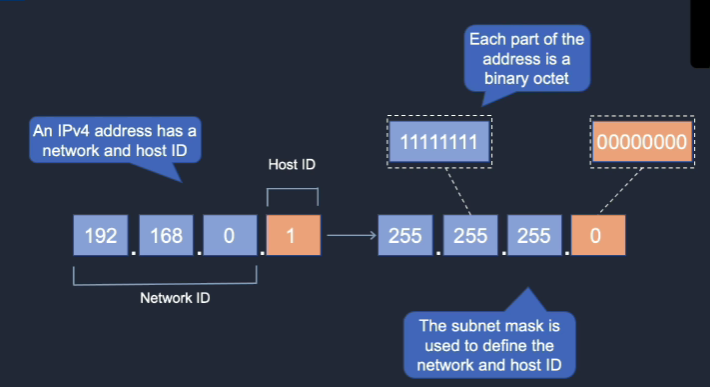 Each part of the
address is a
binary octet
An IPv4 address has a
network and host ID
11111111
00000000
Host ID
192 . 168 . 0 . 1
255 . 255 . 255 . 0
Network ID
The subnet mask is
used to define the
network and host ID